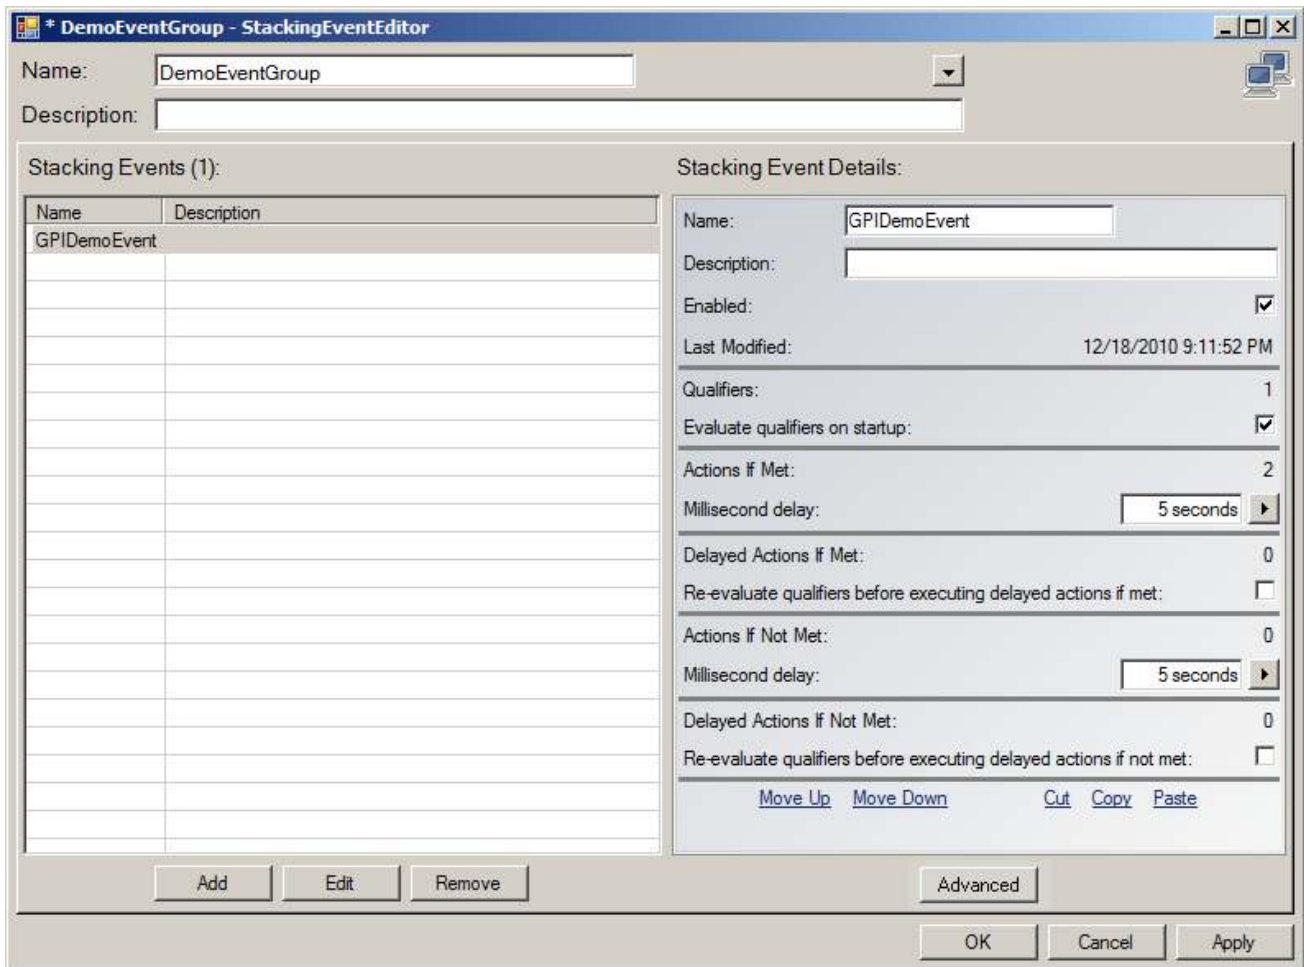 * DemoEventGroup - StackingEventEditor
Name: DemoEventGroup
Description:
Stacking Events (1):
Name Description
GPIDemoEvent
Add Edit Remove
Stacking Event Details:
Name: GPIDemoEvent
Description:
Enabled:
Last Modified: 12/18/2010 9:11:52 PM
Qualifiers: 1
Evaluate qualifiers on startup:
Actions If Met: 2
Millisecond delay: 5 seconds
Delayed Actions If Met: 0
Re-evaluate qualifiers before executing delayed actions if met:
Actions If Not Met: 0
Millisecond delay: 5 seconds
Delayed Actions If Not Met: 0
Re-evaluate qualifiers before executing delayed actions if not met:
Move Up Move Down Cut Copy Paste
Advanced
OK Cancel Apply